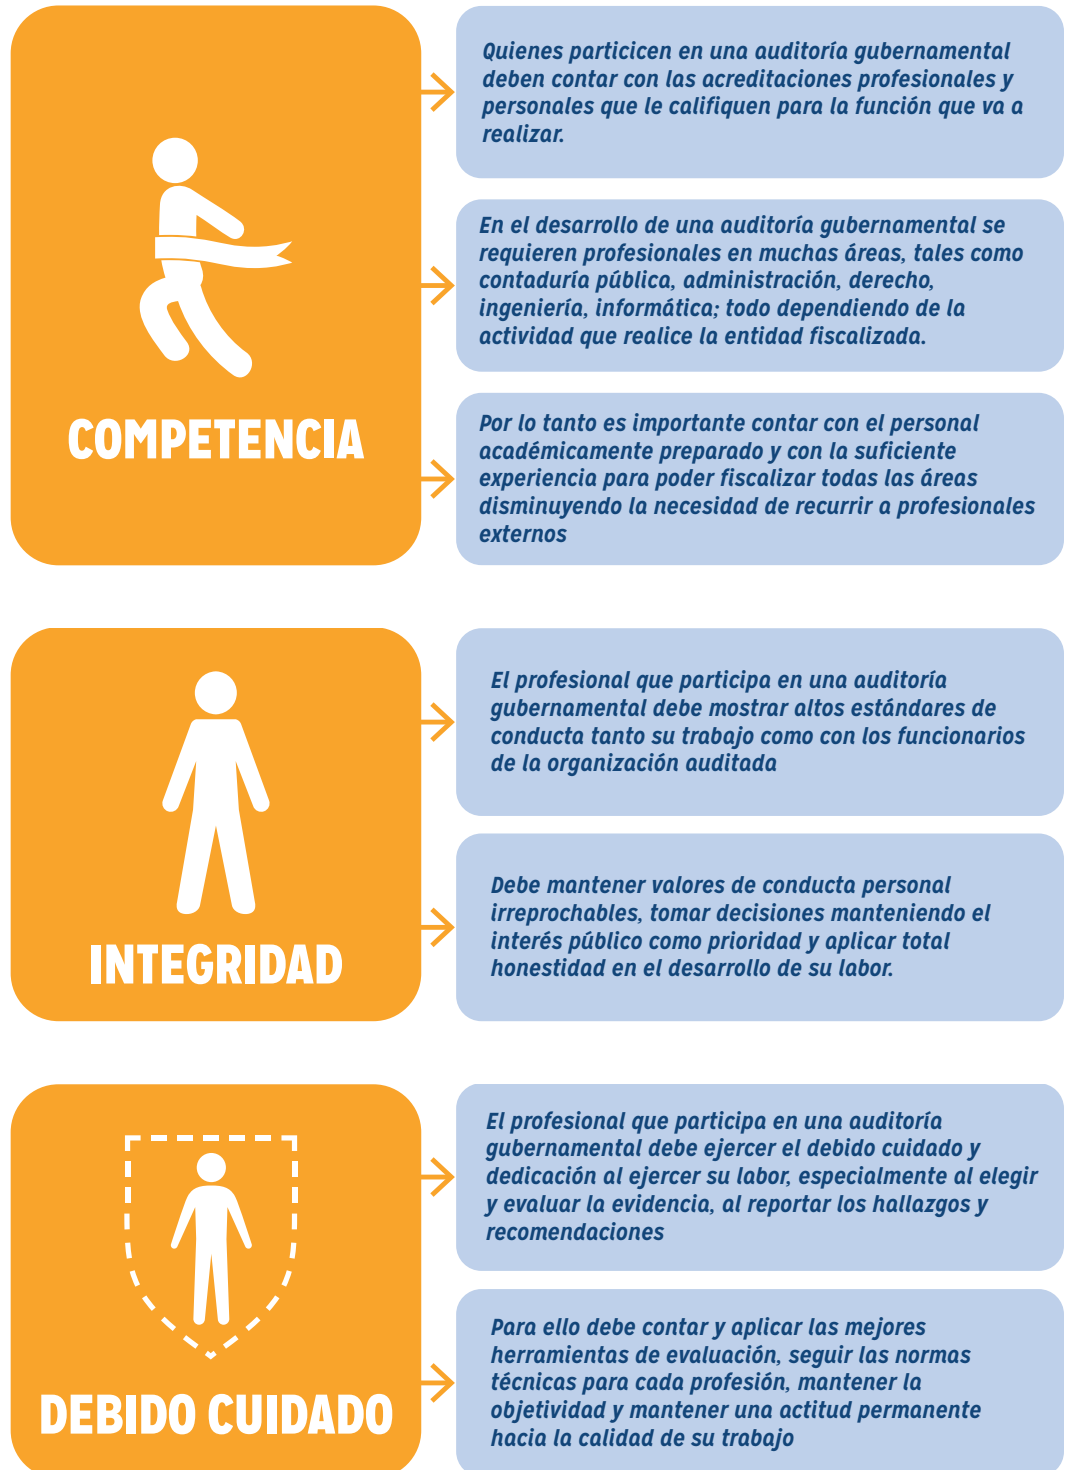 COMPETENCIA
Quienes particicen en una auditoría gubernamental
deben contar con las acreditaciones profesionales y
personales que le califiquen para la función que va a
realizar.
En el desarrollo de una auditoría gubernamental se
requieren profesionales en muchas áreas, tales como
contaduría pública, administración, derecho,
ingeniería, informática; todo dependiendo de la
actividad que realice la entidad fiscalizada.
Por lo tanto es importante contar con el personal
académicamente preparado y con la suficiente
experiencia para poder fiscalizar todas las áreas
disminuyendo la necesidad de recurrir a profesionales
externos
INTEGRIDAD
El profesional que participa en una auditoría
gubernamental debe mostrar altos estándares de
conducta tanto su trabajo como con los funcionarios
de la organización auditada
Debe mantener valores de conducta personal
irreprochables, tomar decisiones manteniendo el
interés público como prioridad y aplicar total
honestidad en el desarrollo de su labor.
DEBIDO CUIDADO
El profesional que participa en una auditoría
gubernamental debe ejercer el debido cuidado y
dedicación al ejercer su labor, especialmente al elegir
y evaluar la evidencia, al reportar los hallazgos y
recomendaciones
Para ello debe contar y aplicar las mejores
herramientas de evaluación, seguir las normas
técnicas para cada profesión, mantener la
objetividad y mantener una actitud permanente
hacia la calidad de su trabajo